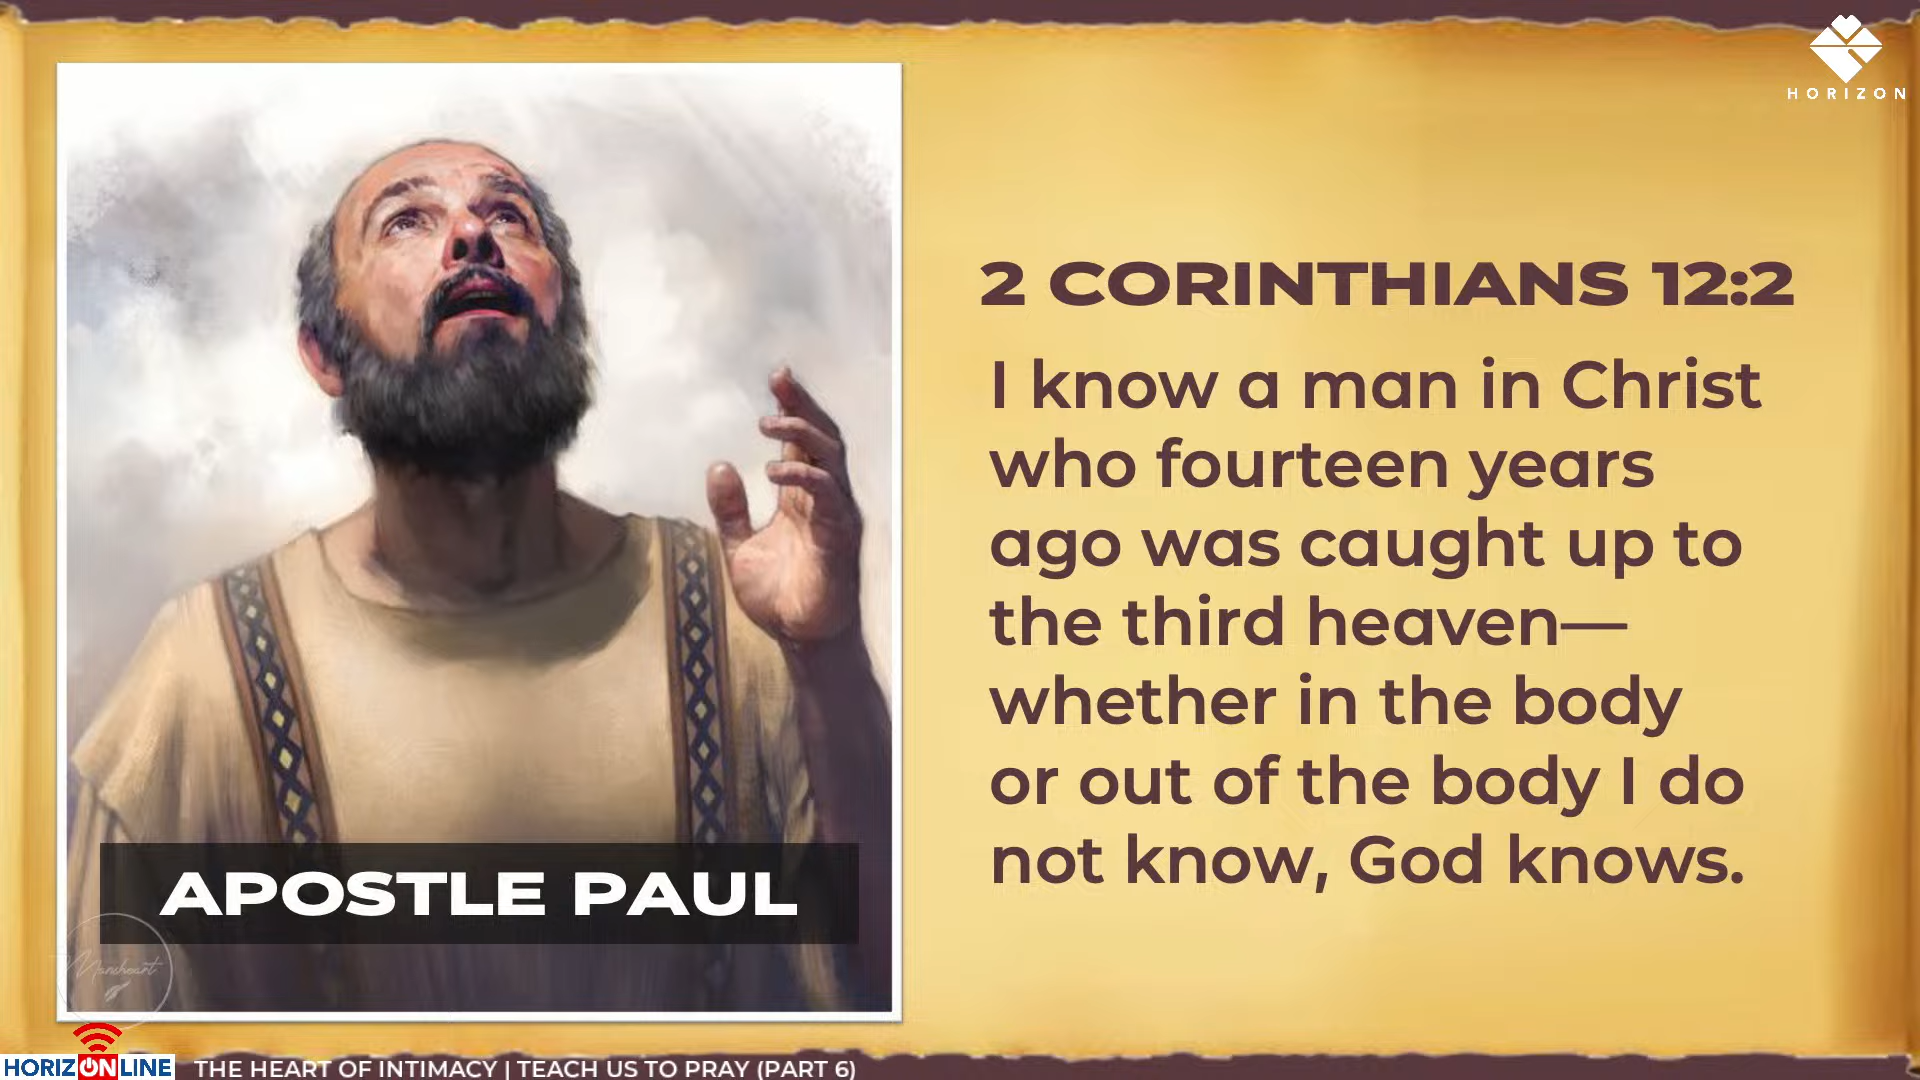 HORIZON
2 CORINTHIANS 12:2
I know a man in Christ
who fourteen years
ago was caught up to
the third heaven—
whether in the body
or out of the body I do
not know, God knows.
APOSTLE PAUL
Mansheart
HORIZONLINE
THE HEART OF INTIMACY | TEACH US TO PRAY (PART 6)